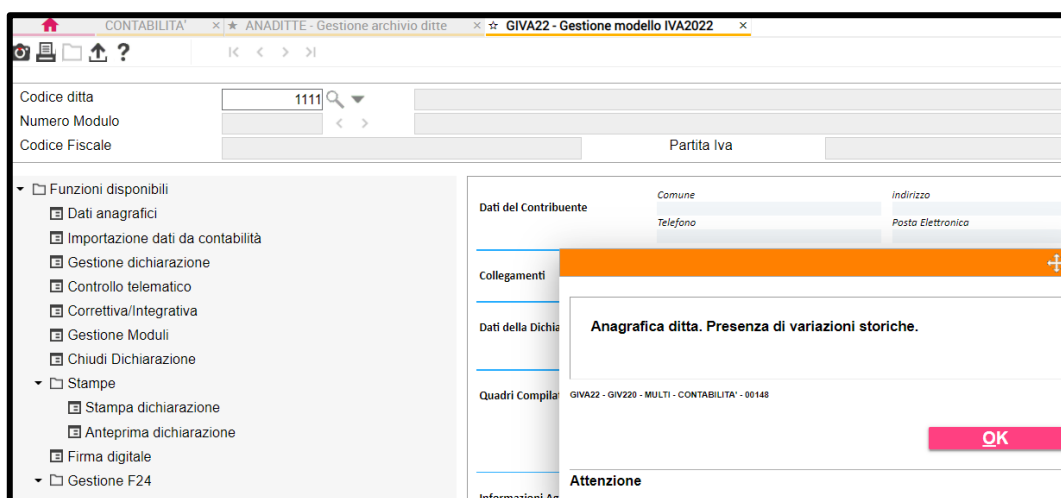 CONTABILITA' × ★ ANADITTE - Gestione archivio ditte × ☆ GIVA22 - Gestione modello IVA2022 ×
?
Codice ditta 1111
Numero Modulo
Codice Fiscale Partita Iva
Funzioni disponibili
Dati anagrafici
Importazione dati da contabilità
Gestione dichiarazione
Controllo telematico
Correttiva/Integrativa
Gestione Moduli
Chiudi Dichiarazione
Stampe
Stampa dichiarazione
Anteprima dichiarazione
Firma digitale
Gestione F24
Dati del Contribuente
Comune indirizzo
Telefono Posta Elettronica
Collegamenti
Dati della Dichia
Quadri Compilat
Informazioni
Anagrafica ditta. Presenza di variazioni storiche.
GIVA22 - GIV220 - MULTI - CONTABILITA' - 00148
OK
Attenzione